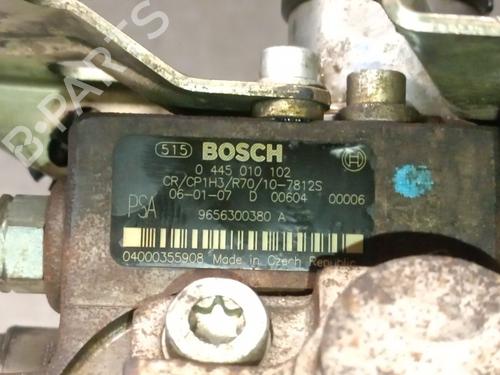 B-PARTS
515 BOSCH
0 445 010 102
CR/CP1H3/R70/10-7812S
06-01-07 D 00604 00006
PSA 9656300380 A
04000355908 Made in Czech Republic